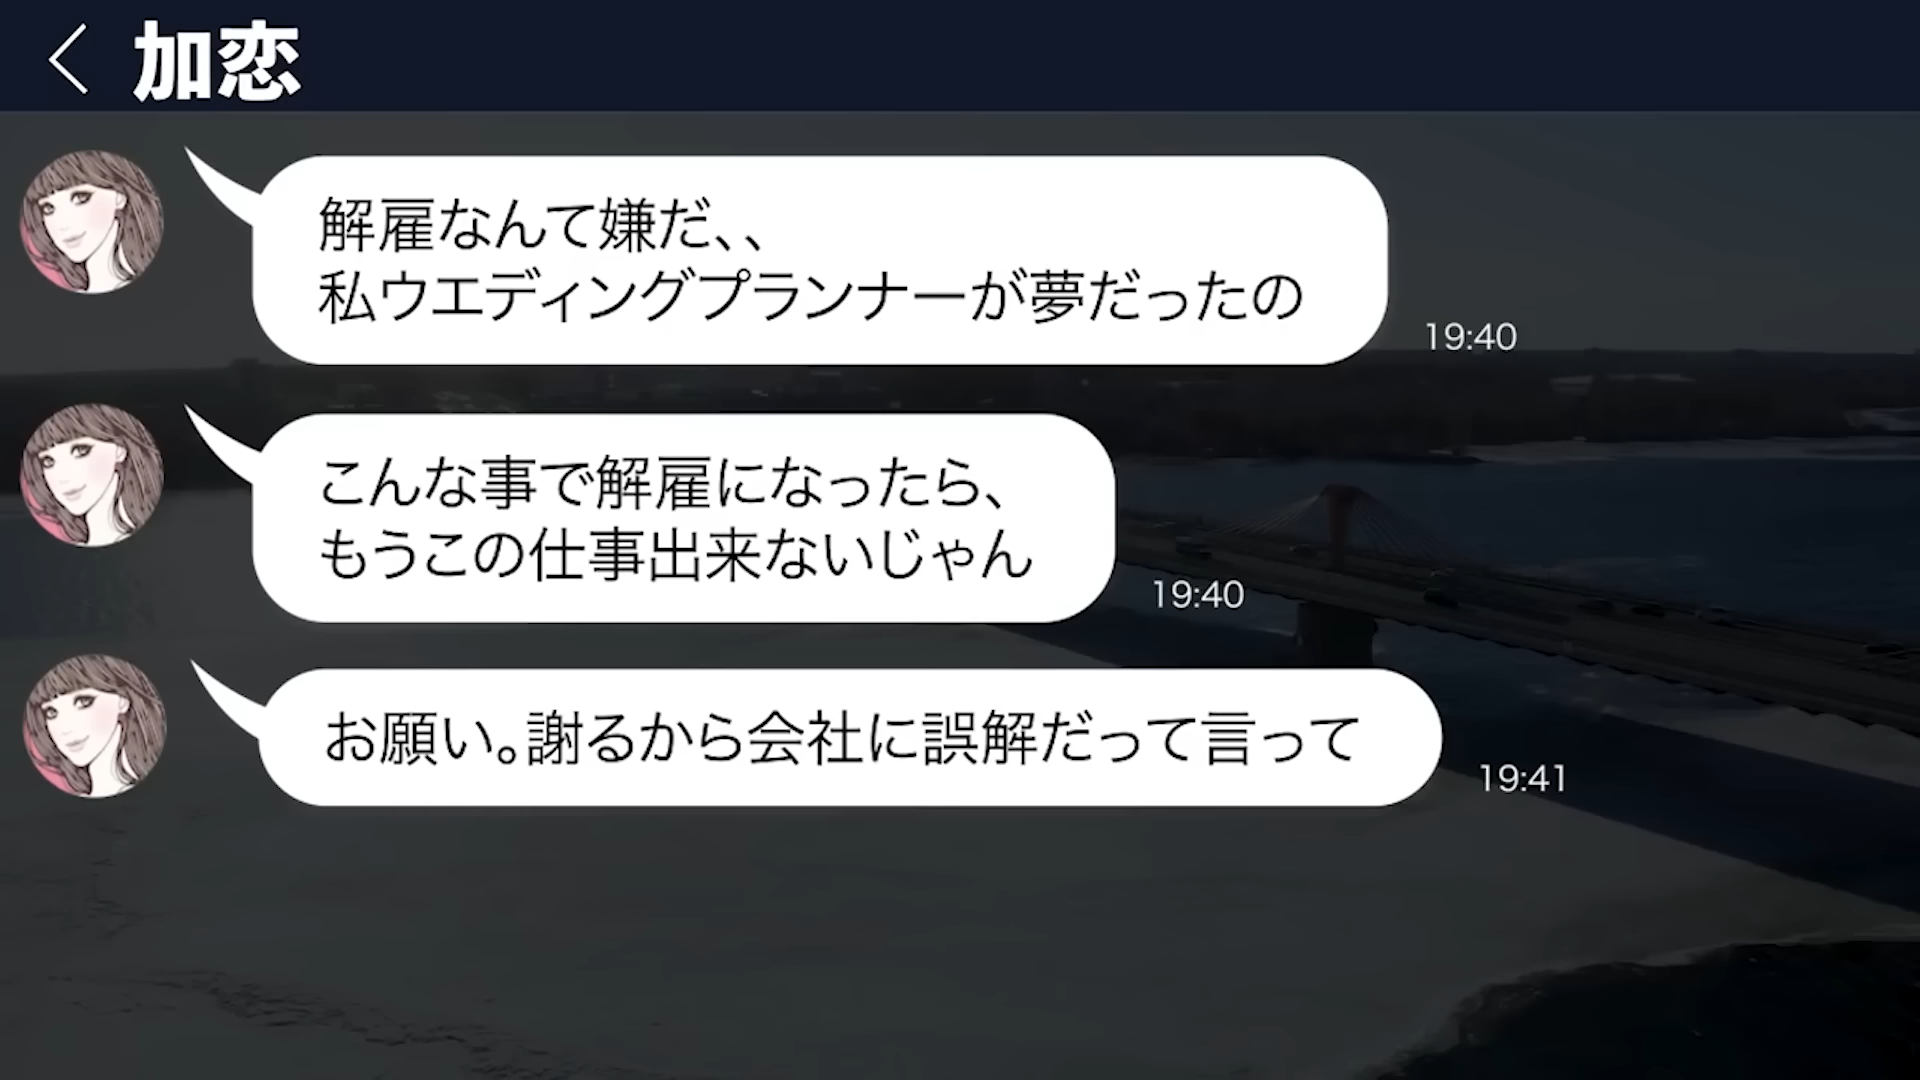 加恋
解雇なんて嫌だ、、
私ウエディングプランナーが夢だったの
19:40
こんな事で解雇になったら、
もうこの仕事出来ないじゃん
19:40
お願い。謝るから会社に誤解だって言って
19:41